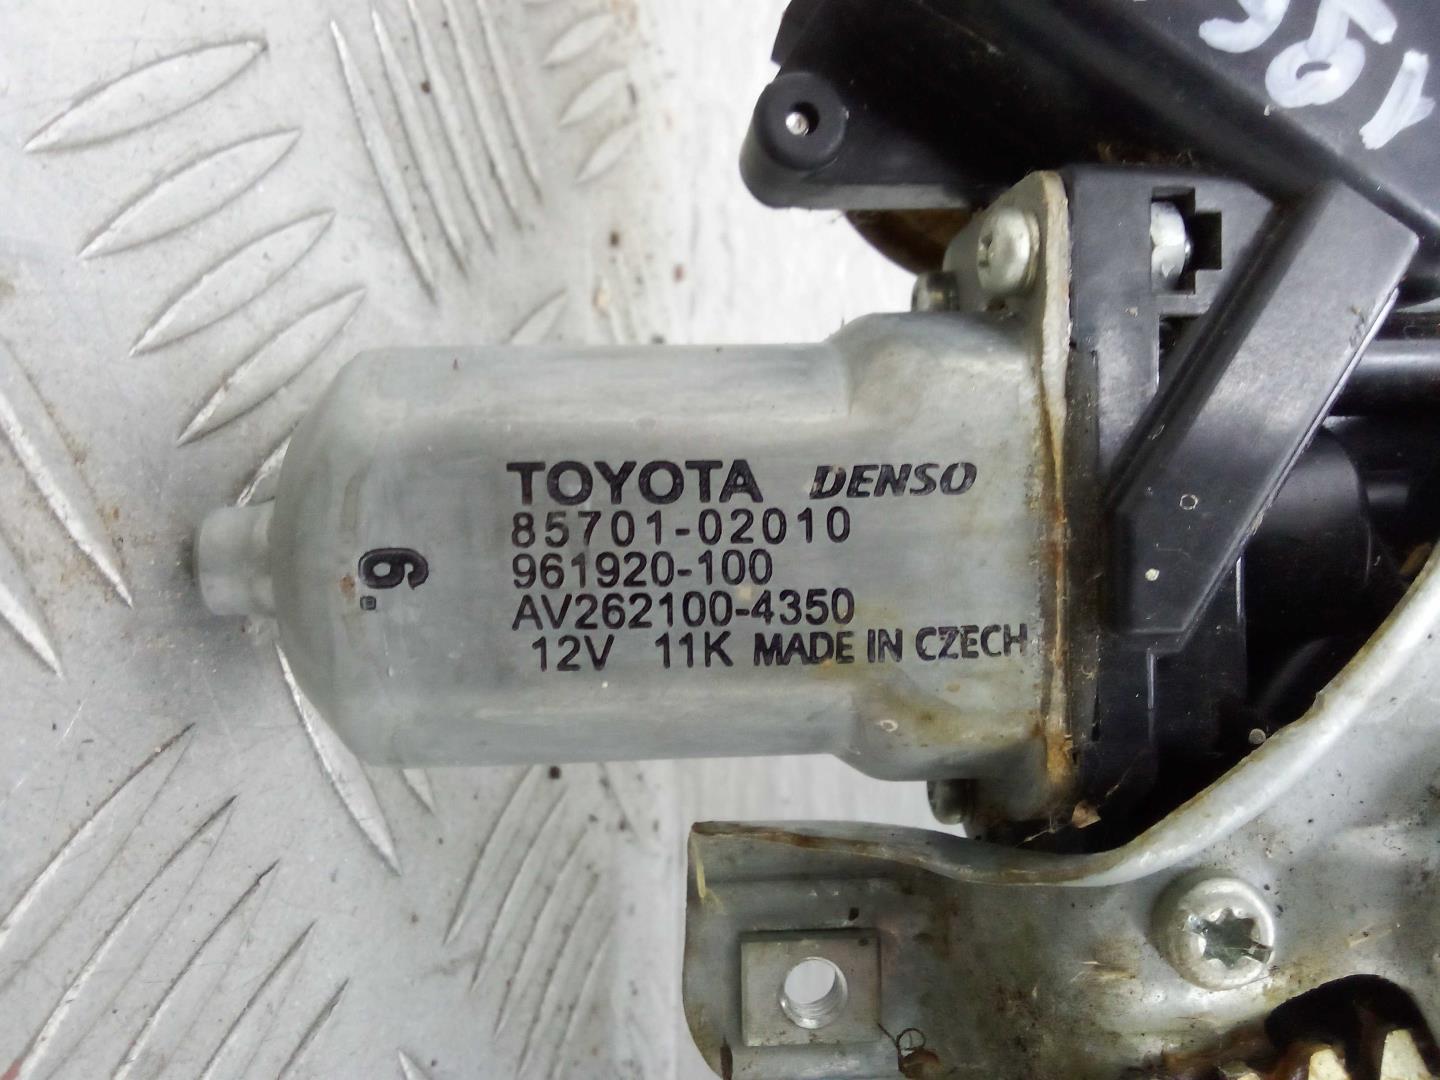 TOYOTA DENSO
85701-02010
961920-100
AV262100-4350
12V 11K MADE IN CZECH
6